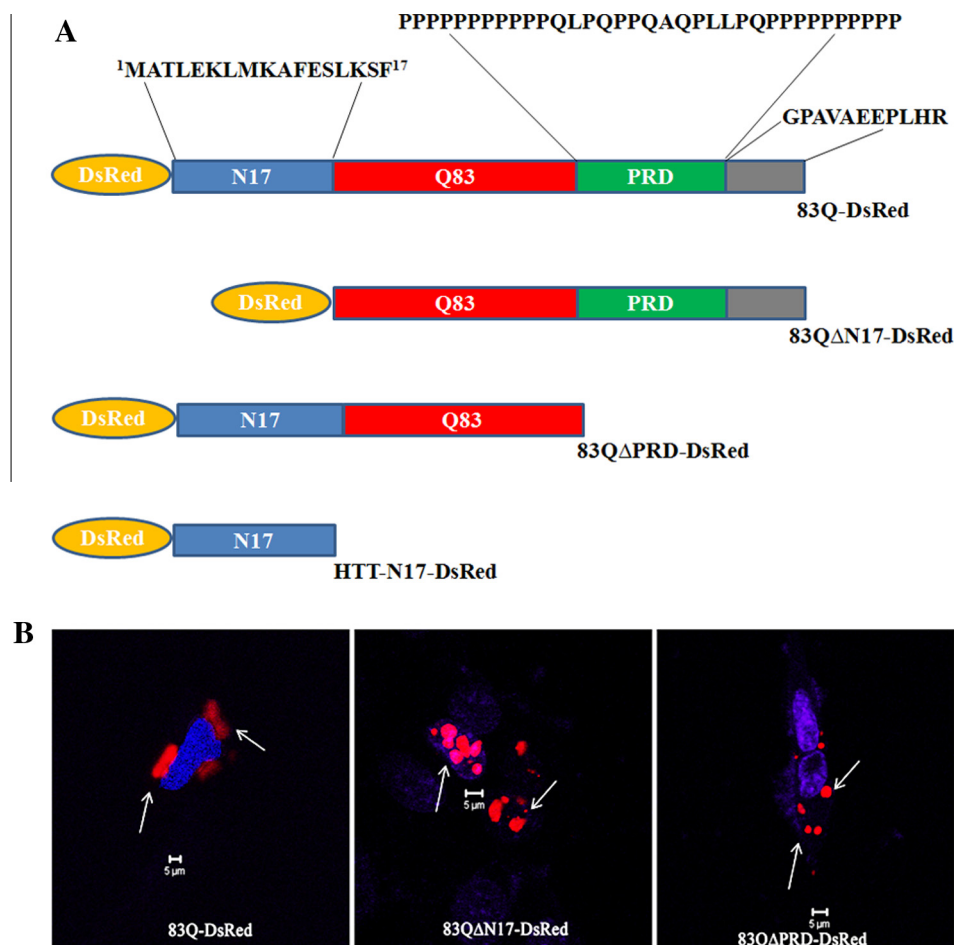 A
PPPPPPPPPPPQLPQPPQAQPLLPQPPPPPPPPPP
¹MATLEKLMKAFESLKSF¹⁷
GPAVAEEPLHR
DsRed N17 Q83 PRD
83Q-DsRed
DsRed Q83 PRD
83QΔN17-DsRed
DsRed N17 Q83
83QΔPRD-DsRed
DsRed N17
HTT-N17-DsRed
B
5 µm
83Q-DsRed
5 µm
83QΔN17-DsRed
5 µm
83QΔPRD-DsRed